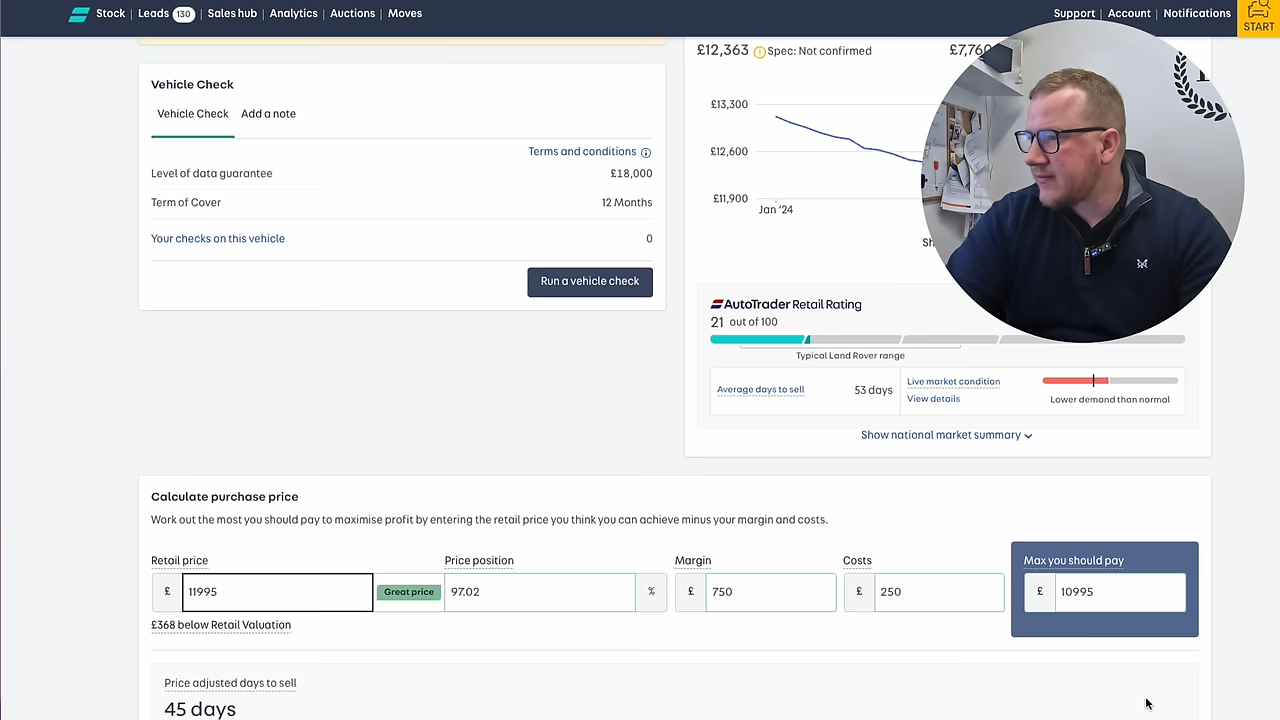 Stock | Leads 130 | Sales hub | Analytics | Auctions | Moves
Support | Account | Notifications
START
Vehicle Check
Vehicle Check Add a note
Terms and conditions
Level of data guarantee £18,000
Term of Cover 12 Months
Your checks on this vehicle 0
Run a vehicle check
£12,363 Spec: Not confirmed £7,760
£13,300
£12,600
£11,900
Jan '24
AutoTrader Retail Rating
21 out of 100
Typical Land Rover range
Average days to sell 53 days
Live market condition
View details
Lower demand than normal
Show national market summary
Calculate purchase price
Work out the most you should pay to maximise profit by entering the retail price you think you can achieve minus your margin and costs.
Retail price Price position Margin Costs Max you should pay
£ 11995 Great price 97.02 % £ 750 £ 250 £ 10995
£368 below Retail Valuation
Price adjusted days to sell
45 days